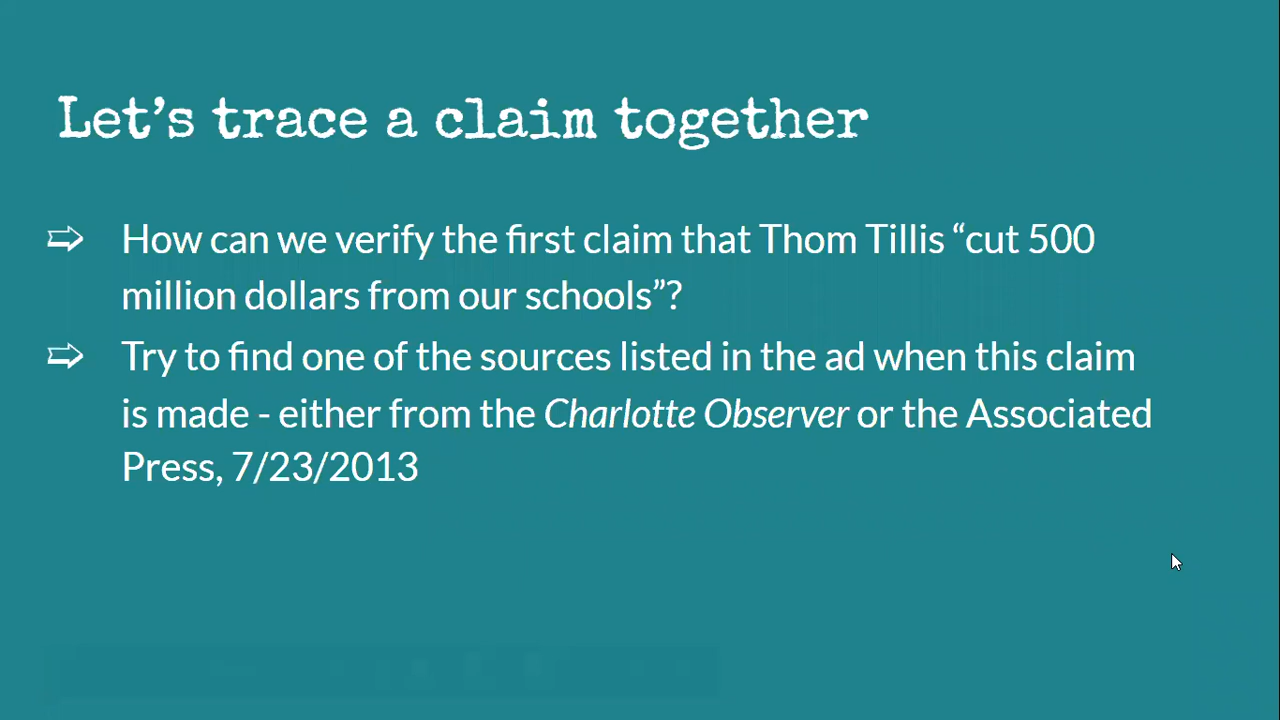 Let’s trace a claim together
How can we verify the first claim that Thom Tillis “cut 500
million dollars from our schools”?
Try to find one of the sources listed in the ad when this claim
is made - either from the Charlotte Observer or the Associated
Press, 7/23/2013